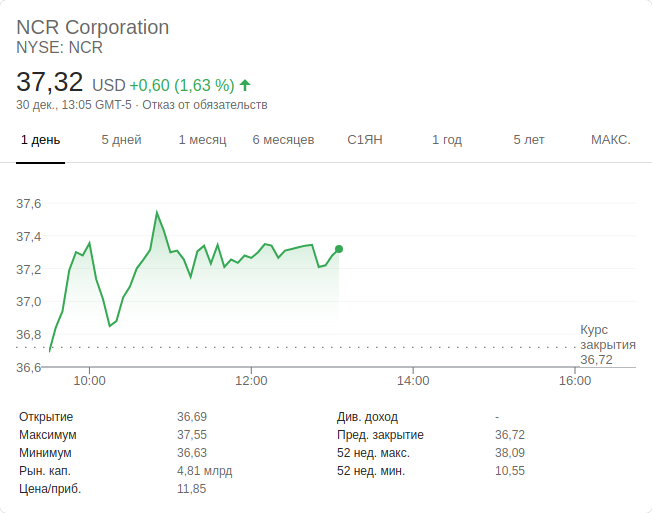 NCR Corporation
NYSE: NCR
37,32 USD +0,60 (1,63 %)
30 дек., 13:05 GMT-5 · Отказ от обязательств
1 день 5 дней 1 месяц 6 месяцев С1ЯН 1 год 5 лет МАКС.
37,6
37,4
37,2
37,0
36,8
36,6
Курс
закрытия
36,72
10:00 12:00 14:00 16:00
Открытие 36,69 Див. доход -
Максимум 37,55 Пред. закрытие 36,72
Минимум 36,63 52 нед. макс. 38,09
Рын. кап. 4,81 млрд 52 нед. мин. 10,55
Цена/приб. 11,85